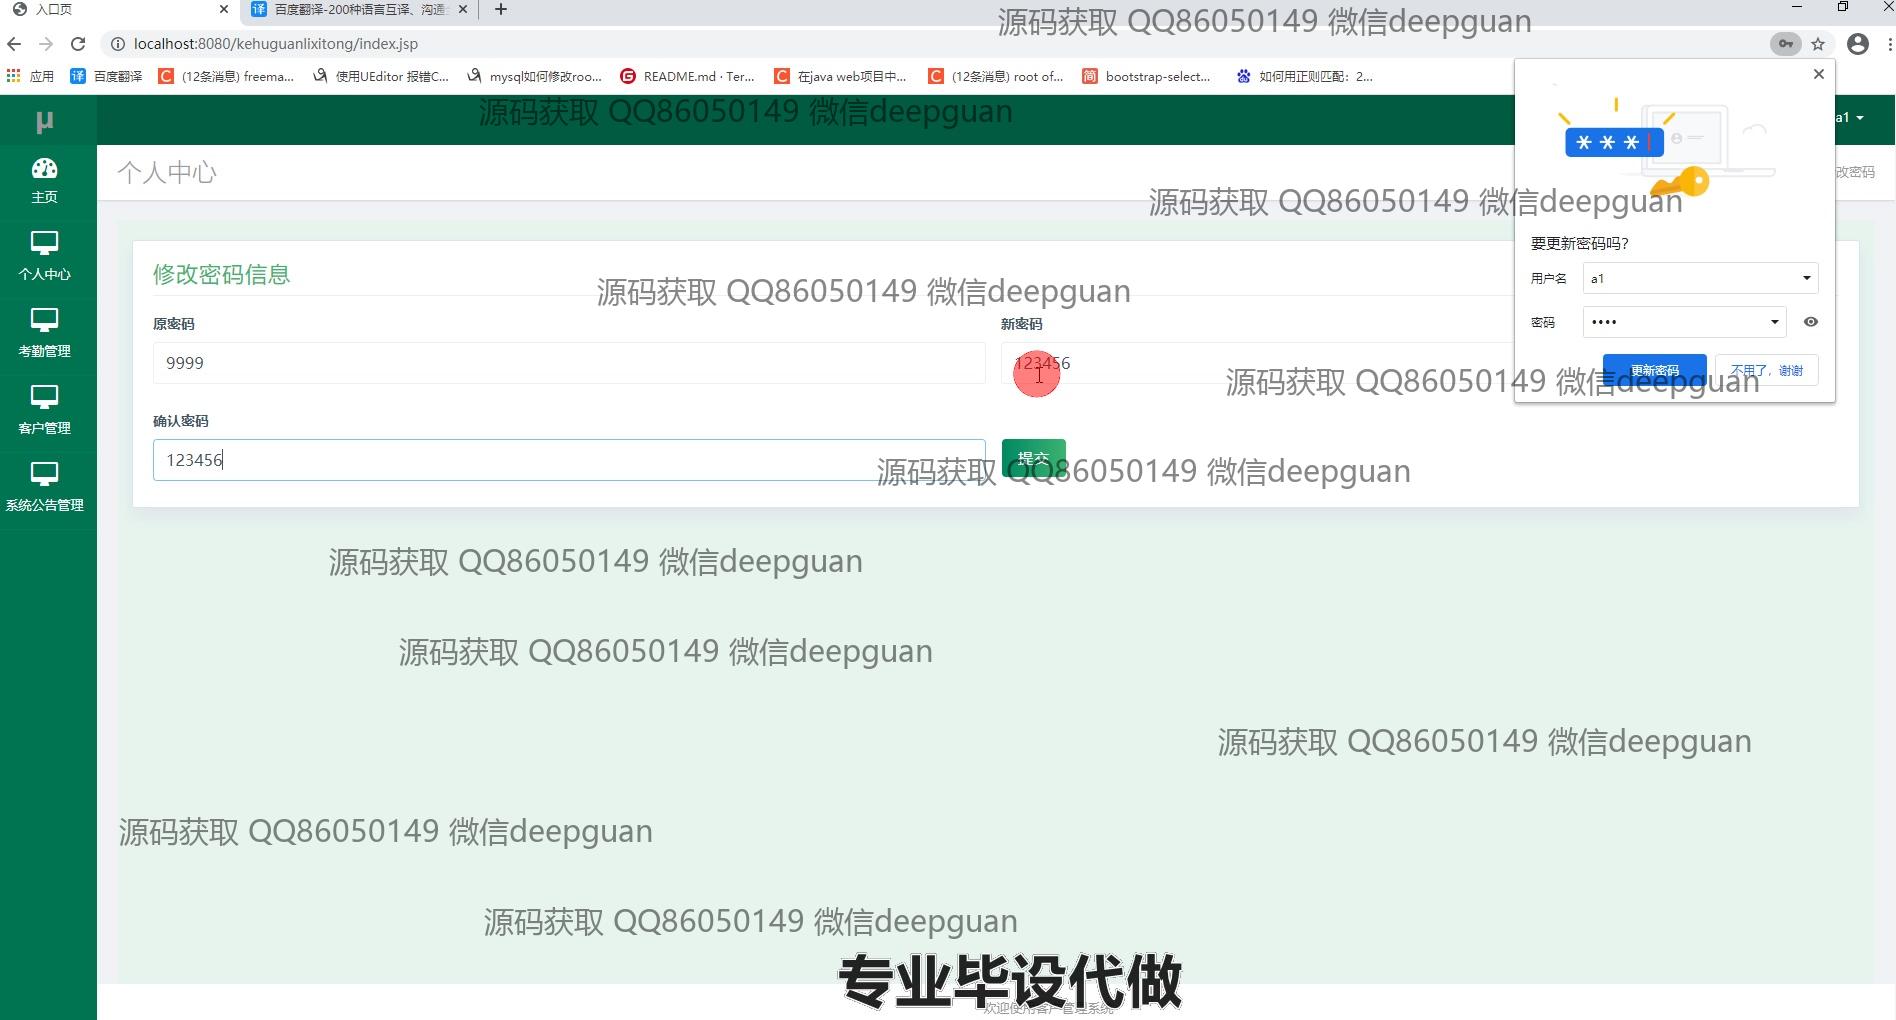 入口页
百度翻译-200种语言互译、沟通
localhost:8080/kehuguanlixitong/index.jsp
应用
百度翻译
(12条消息) freema...
使用UEditor 报错C...
mysql如何修改roo...
README.md · Ter...
在java web项目中...
(12条消息) root of...
bootstrap-select...
如何用正则匹配：2...
源码获取 QQ86050149 微信deepguan
源码获取 QQ86050149 微信deepguan
µ
a1
主页
个人中心
考勤管理
客户管理
系统公告管理
个人中心
改密码
源码获取 QQ86050149 微信deepguan
要更新密码吗?
用户名
a1
密码
更新密码
不用了，谢谢
修改密码信息
源码获取 QQ86050149 微信deepguan
原密码
新密码
9999
123456
源码获取 QQ86050149 微信deepguan
确认密码
123456
提交
源码获取 QQ86050149 微信deepguan
源码获取 QQ86050149 微信deepguan
源码获取 QQ86050149 微信deepguan
源码获取 QQ86050149 微信deepguan
源码获取 QQ86050149 微信deepguan
源码获取 QQ86050149 微信deepguan
专业毕设代做
欢迎使用客户管理系统